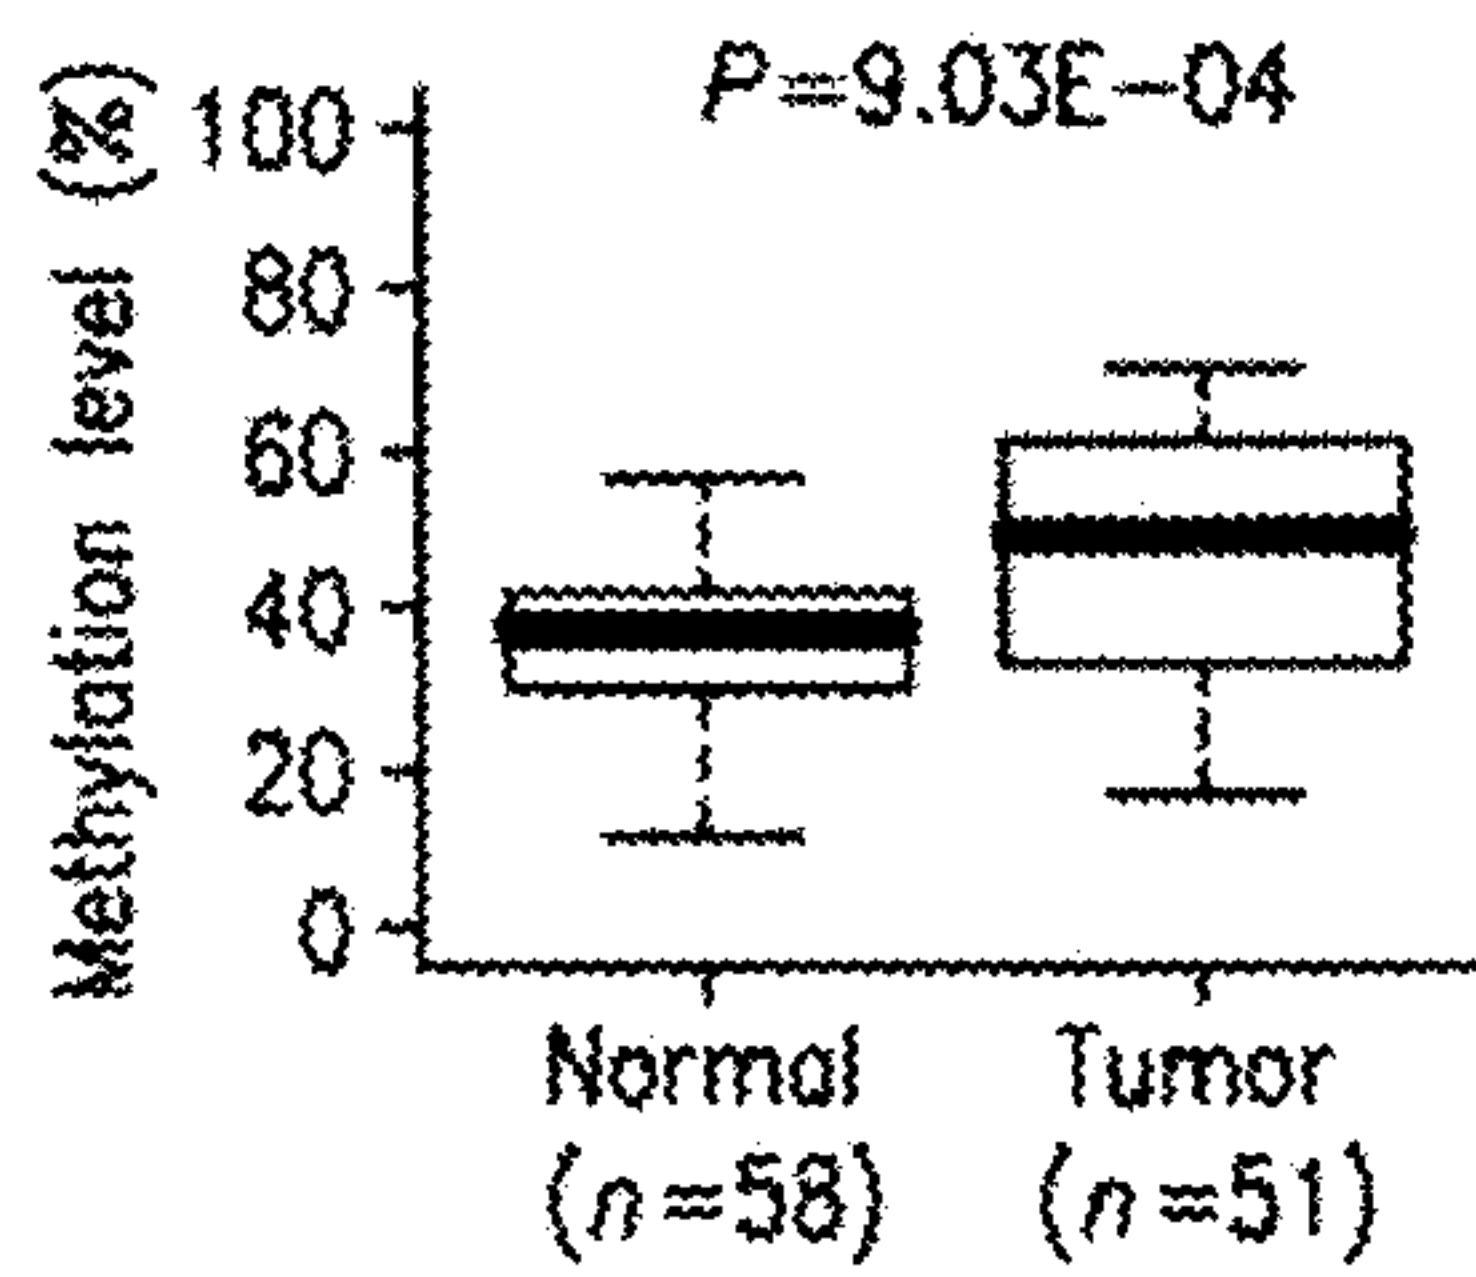 P=9.03E-04
Methylation level (%)
100
80
60
40
20
0
Normal
(n=58)
Tumor
(n=51)